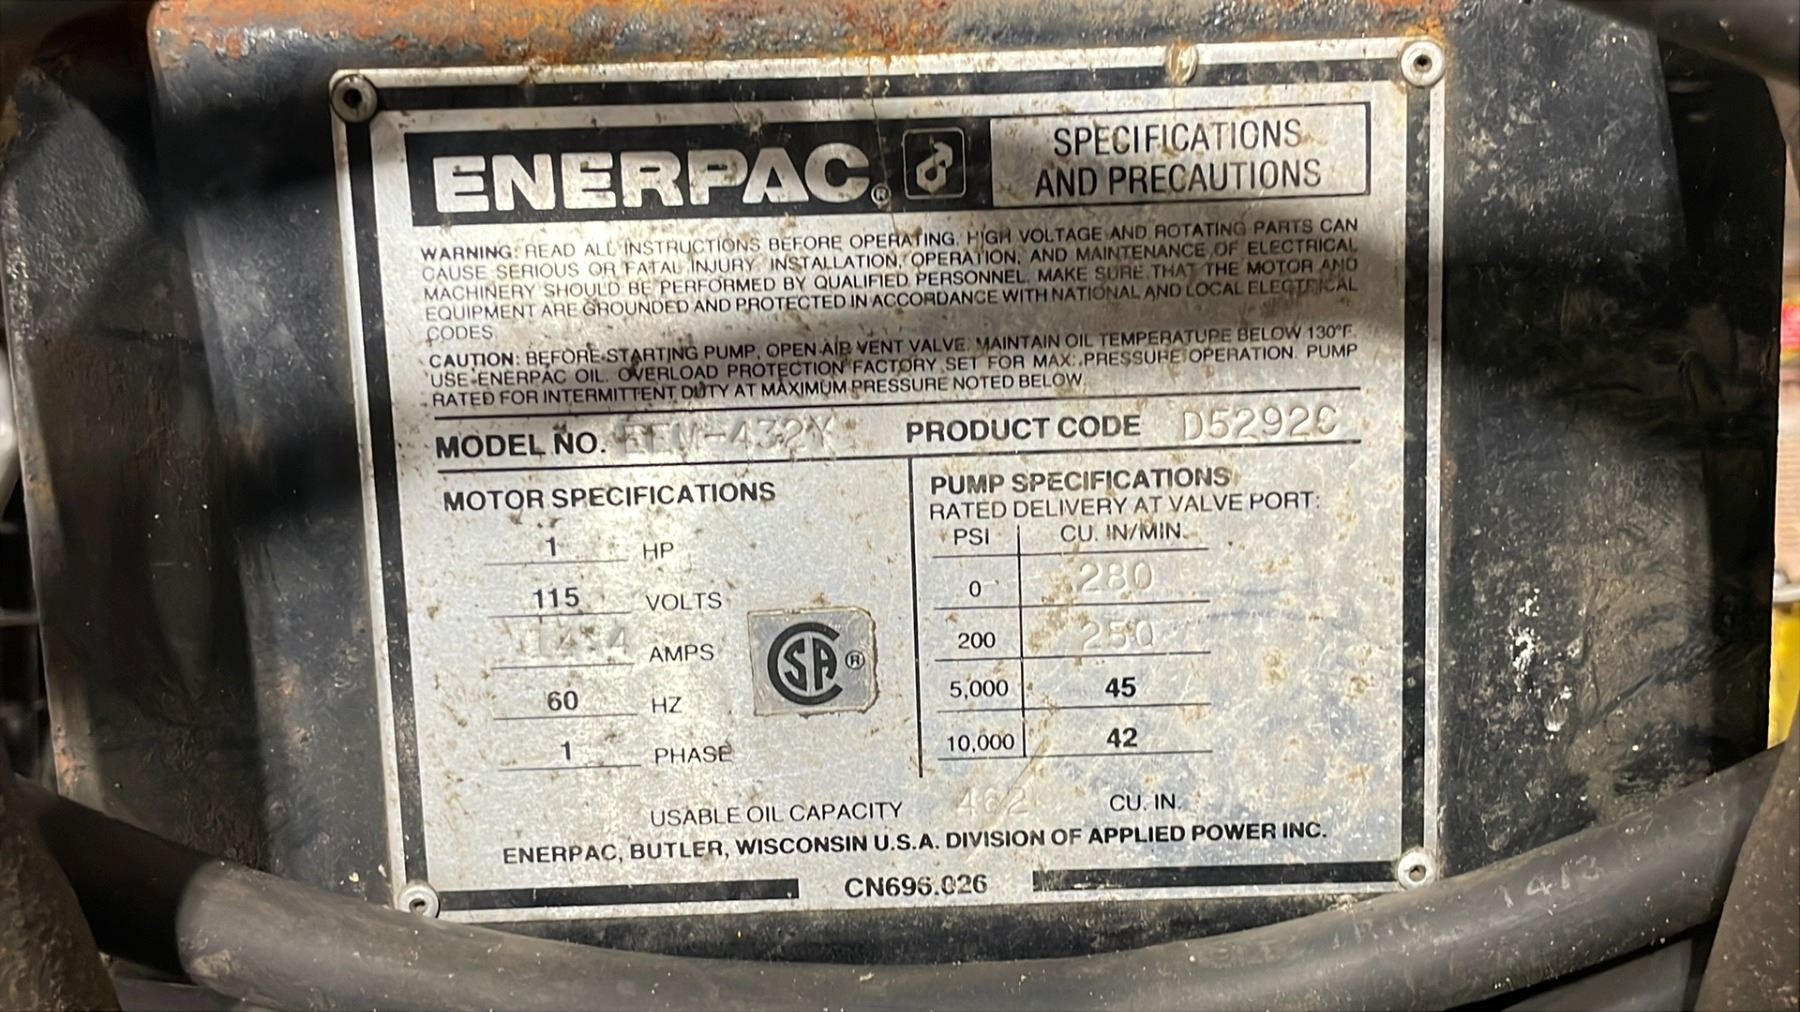 ENERPAC®
SPECIFICATIONS
AND PRECAUTIONS
WARNING: READ ALL INSTRUCTIONS BEFORE OPERATING. HIGH VOLTAGE AND ROTATING PARTS CAN
CAUSE SERIOUS OR FATAL INJURY. INSTALLATION, OPERATION, AND MAINTENANCE OF ELECTRICAL
MACHINERY SHOULD BE PERFORMED BY QUALIFIED PERSONNEL. MAKE SURE THAT THE MOTOR AND
EQUIPMENT ARE GROUNDED AND PROTECTED IN ACCORDANCE WITH NATIONAL AND LOCAL ELECTRICAL
CODES.
CAUTION: BEFORE STARTING PUMP, OPEN AIR VENT VALVE. MAINTAIN OIL TEMPERATURE BELOW 130°F.
USE ENERPAC OIL. OVERLOAD PROTECTION FACTORY SET FOR MAX. PRESSURE OPERATION. PUMP
RATED FOR INTERMITTENT DUTY AT MAXIMUM PRESSURE NOTED BELOW
MODEL NO. PRODUCT CODE D5292C
MOTOR SPECIFICATIONS
1 HP
115 VOLTS
AMPS
60 HZ
1 PHASE
CSA®
PUMP SPECIFICATIONS
RATED DELIVERY AT VALVE PORT:
PSI CU. IN/MIN.
0 280
200 250
5,000 45
10,000 42
USABLE OIL CAPACITY 462 CU. IN.
ENERPAC, BUTLER, WISCONSIN U.S.A. DIVISION OF APPLIED POWER INC.
CN696.026